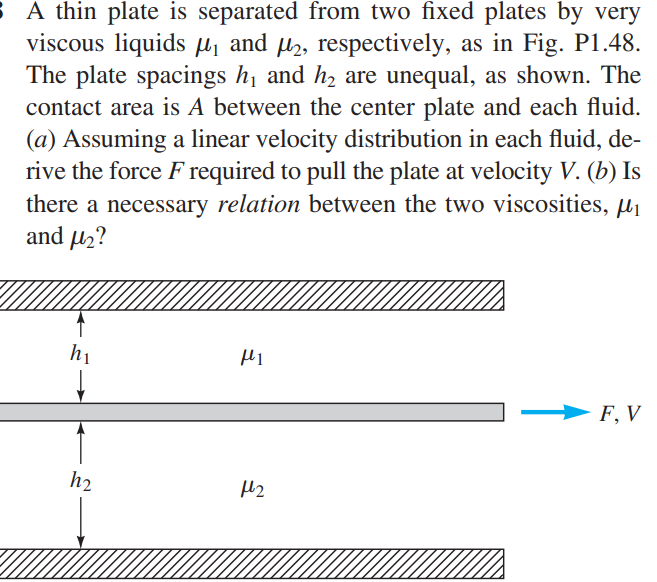 A thin plate is separated from two fixed plates by very
viscous liquids μ₁ and μ₂, respectively, as in Fig. P1.48.
The plate spacings h₁ and h₂ are unequal, as shown. The
contact area is A between the center plate and each fluid.
(a) Assuming a linear velocity distribution in each fluid, de-
rive the force F required to pull the plate at velocity V. (b) Is
there a necessary relation between the two viscosities, μ₁
and μ₂?
h₁
μ₁
F, V
h₂
μ₂